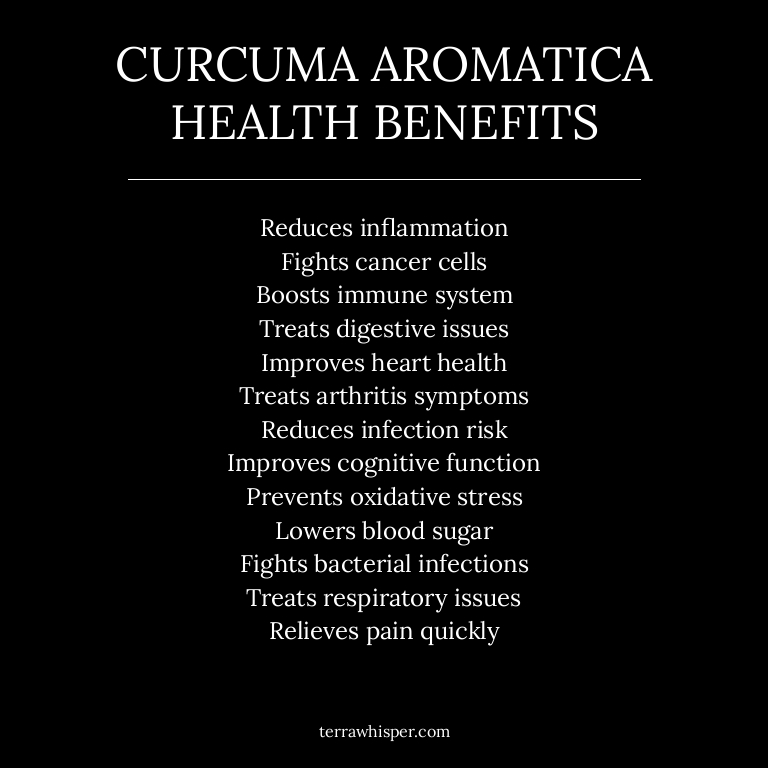 CURCUMA AROMATICA
HEALTH BENEFITS
Reduces inflammation
Fights cancer cells
Boosts immune system
Treats digestive issues
Improves heart health
Treats arthritis symptoms
Reduces infection risk
Improves cognitive function
Prevents oxidative stress
Lowers blood sugar
Fights bacterial infections
Treats respiratory issues
Relieves pain quickly
terrawhisper.com